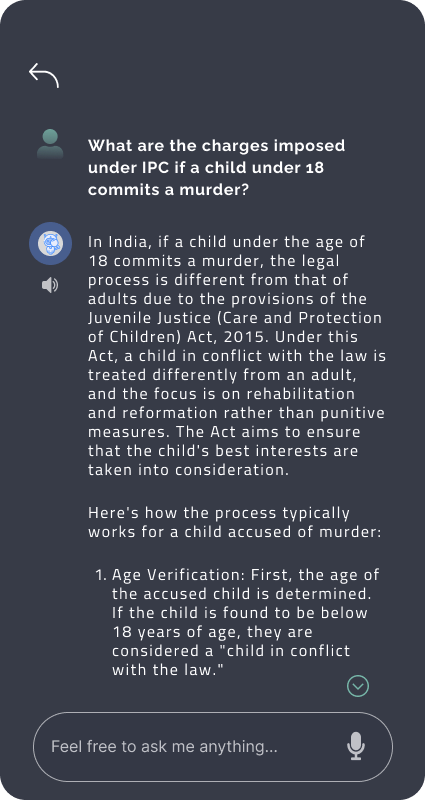 What are the charges imposed
under IPC if a child under 18
commits a murder?
In India, if a child under the age of
18 commits a murder, the legal
process is different from that of
adults due to the provisions of the
Juvenile Justice (Care and Protection
of Children) Act, 2015. Under this
Act, a child in conflict with the law is
treated differently from an adult,
and the focus is on rehabilitation
and reformation rather than punitive
measures. The Act aims to ensure
that the child's best interests are
taken into consideration.
Here's how the process typically
works for a child accused of murder:
1. Age Verification: First, the age of
the accused child is determined.
If the child is found to be below
18 years of age, they are
considered a "child in conflict
with the law."
Feel free to ask me anything...